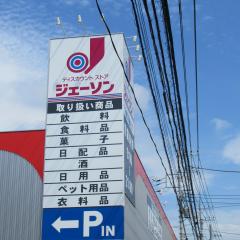 ディスカウント ストア
ジェーソン
取り扱い商品
飲料
食料品
菓子
日配品
酒
日用品
ペット用品
衣料品
←P IN